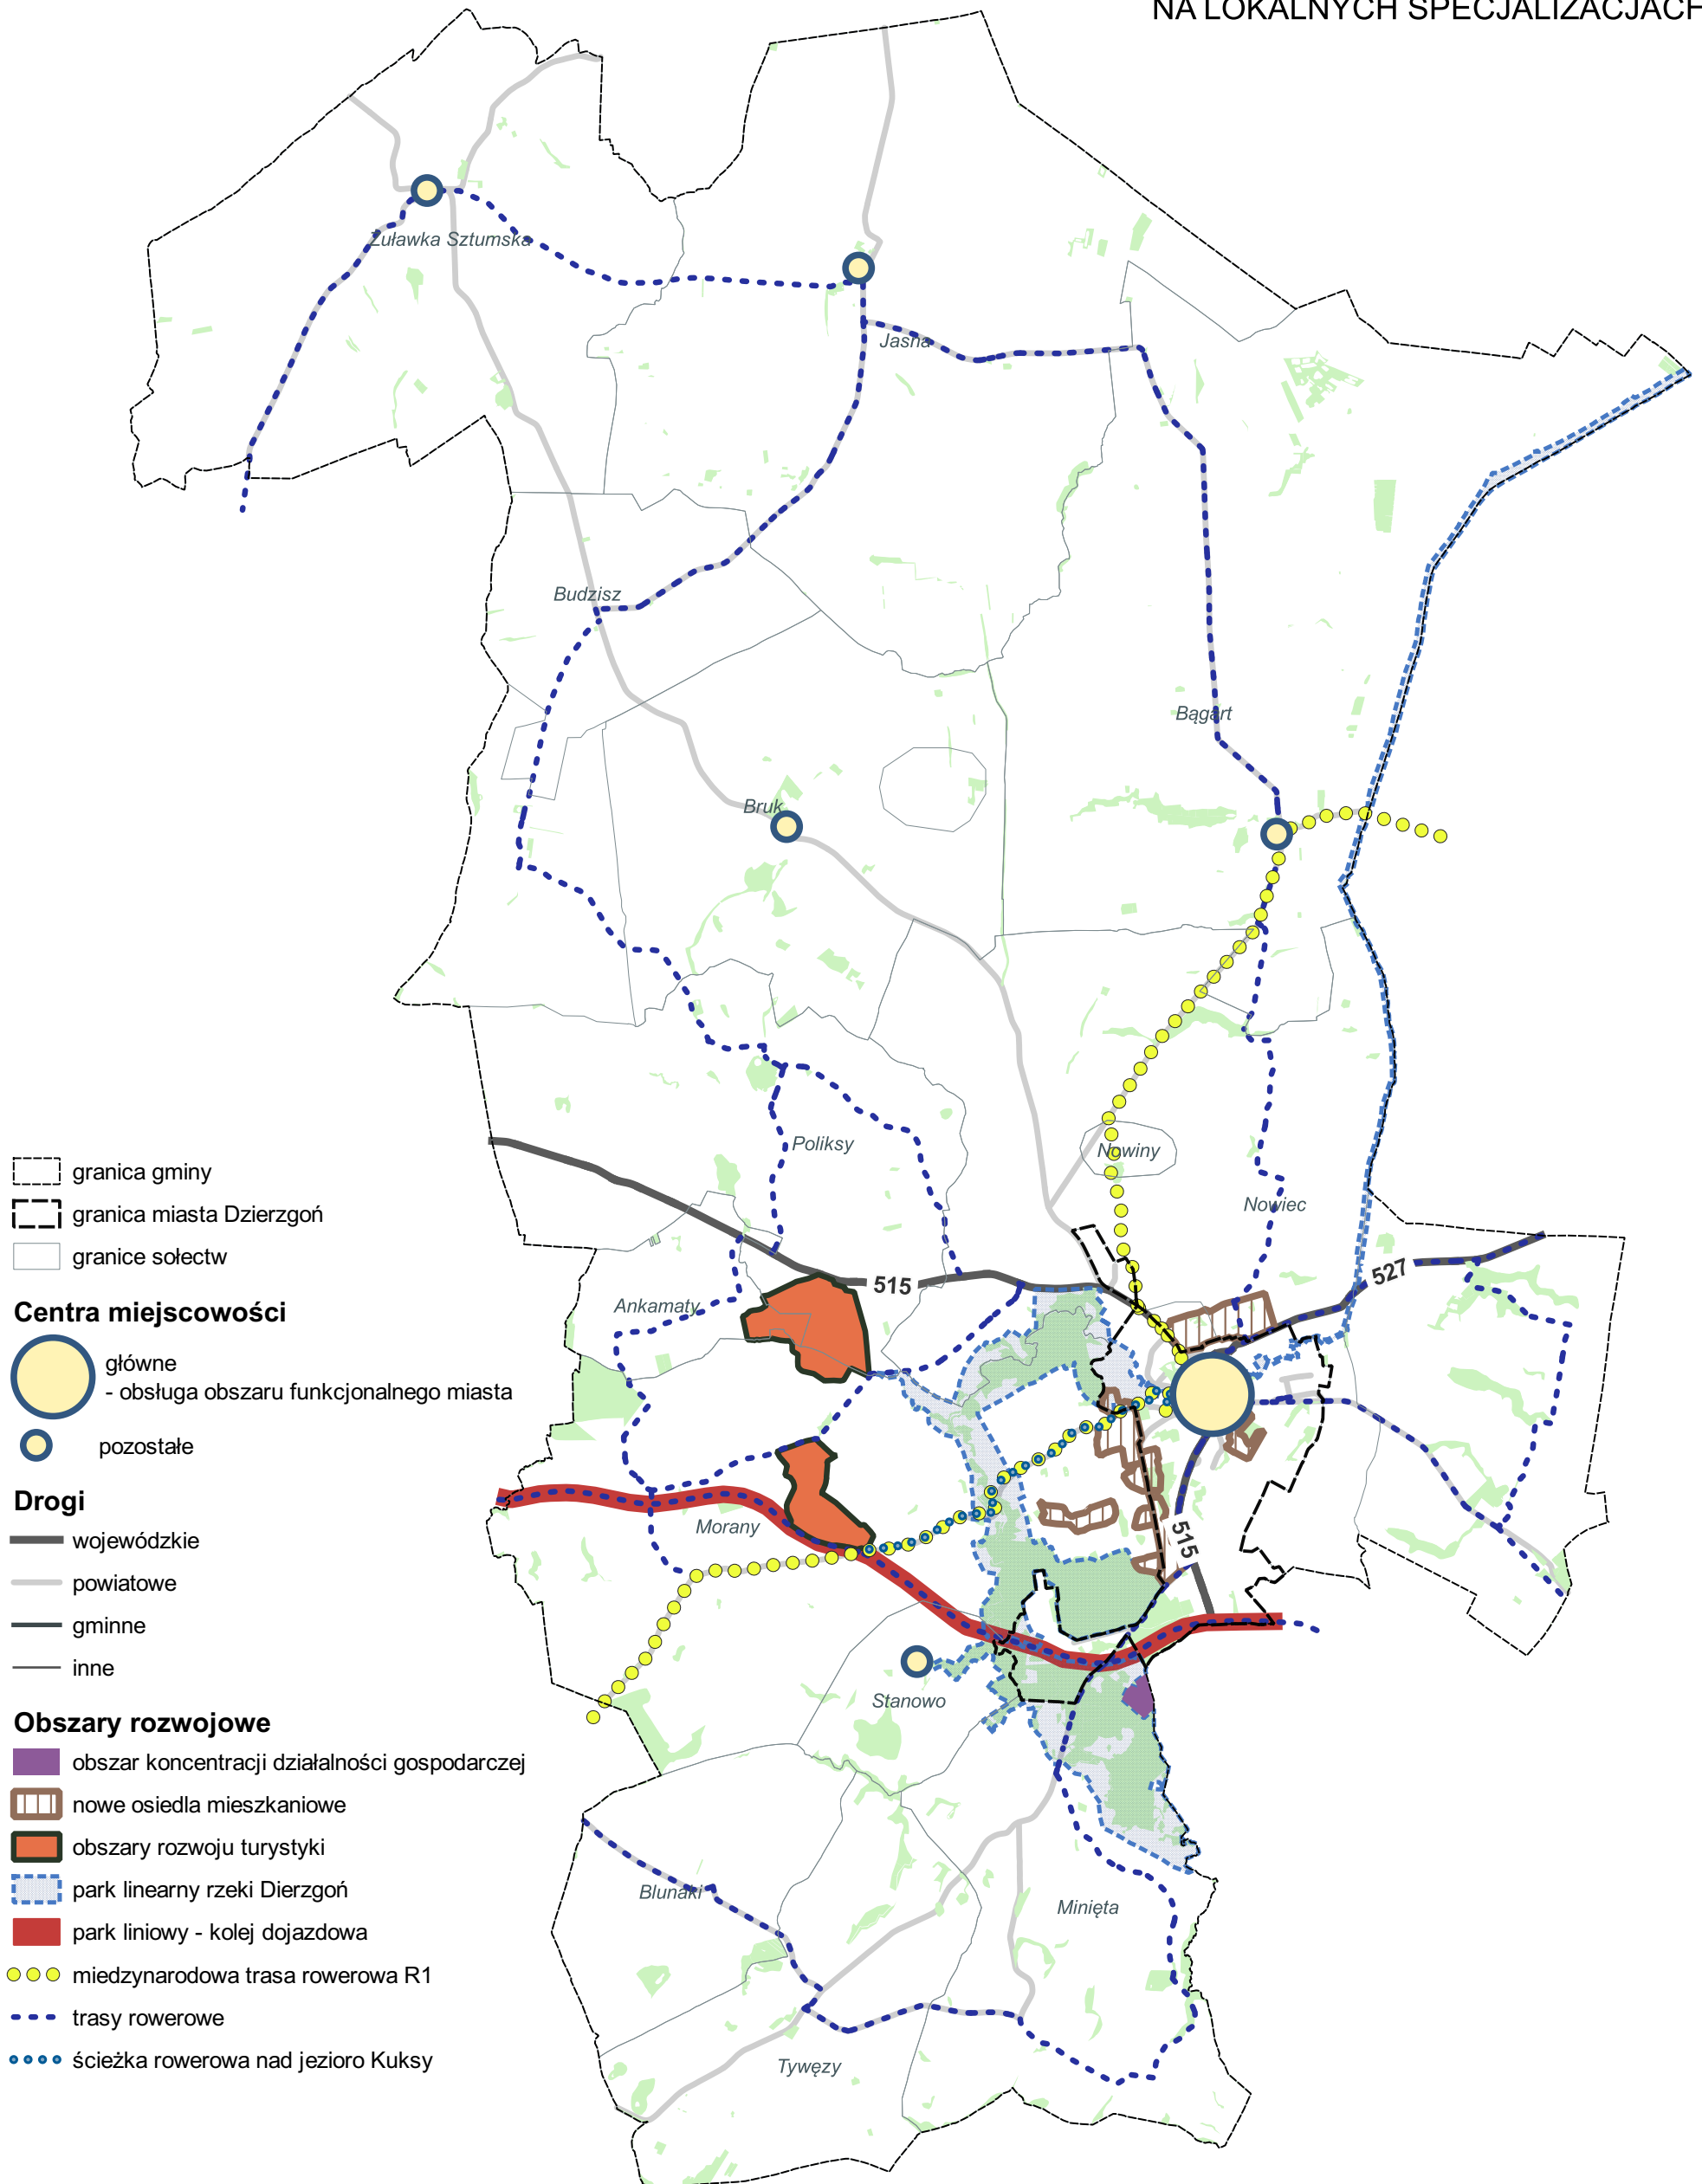 NA LOKALNYCH SPECJALIZACJACH
Żuławka Sztumska
Jasna
Budzisz
Bągart
Bruk
Poliksy
Nowiny
Nowiec
515
527
Ankamaty
515
Morany
Stanowo
Blunaki
Minięta
Tywęzy
granica gminy
granica miasta Dzierzgoń
granice sołectw
Centra miejscowości
główne
- obsługa obszaru funkcjonalnego miasta
pozostałe
Drogi
wojewódzkie
powiatowe
gminne
inne
Obszary rozwojowe
obszar koncentracji działalności gospodarczej
nowe osiedla mieszkaniowe
obszary rozwoju turystyki
park linearny rzeki Dierzgoń
park liniowy - kolej dojazdowa
miedzynarodowa trasa rowerowa R1
trasy rowerowe
ścieżka rowerowa nad jezioro Kuksy